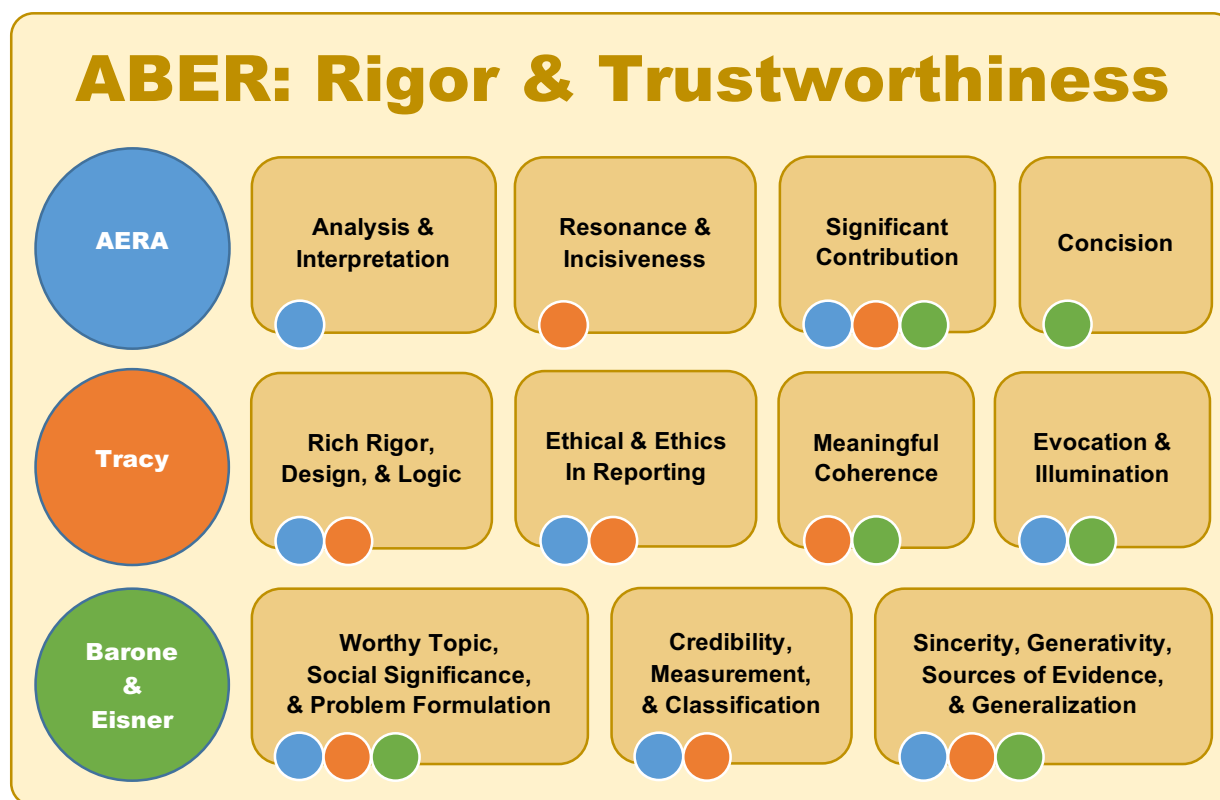 ABER: Rigor & Trustworthiness
AERA
Analysis &
Interpretation
Resonance &
Incisiveness
Significant
Contribution
Concision
Tracy
Rich Rigor,
Design, & Logic
Ethical & Ethics
In Reporting
Meaningful
Coherence
Evocation &
Illumination
Barone
&
Eisner
Worthy Topic,
Social Significance,
& Problem Formulation
Credibility,
Measurement,
& Classification
Sincerity, Generativity,
Sources of Evidence,
& Generalization